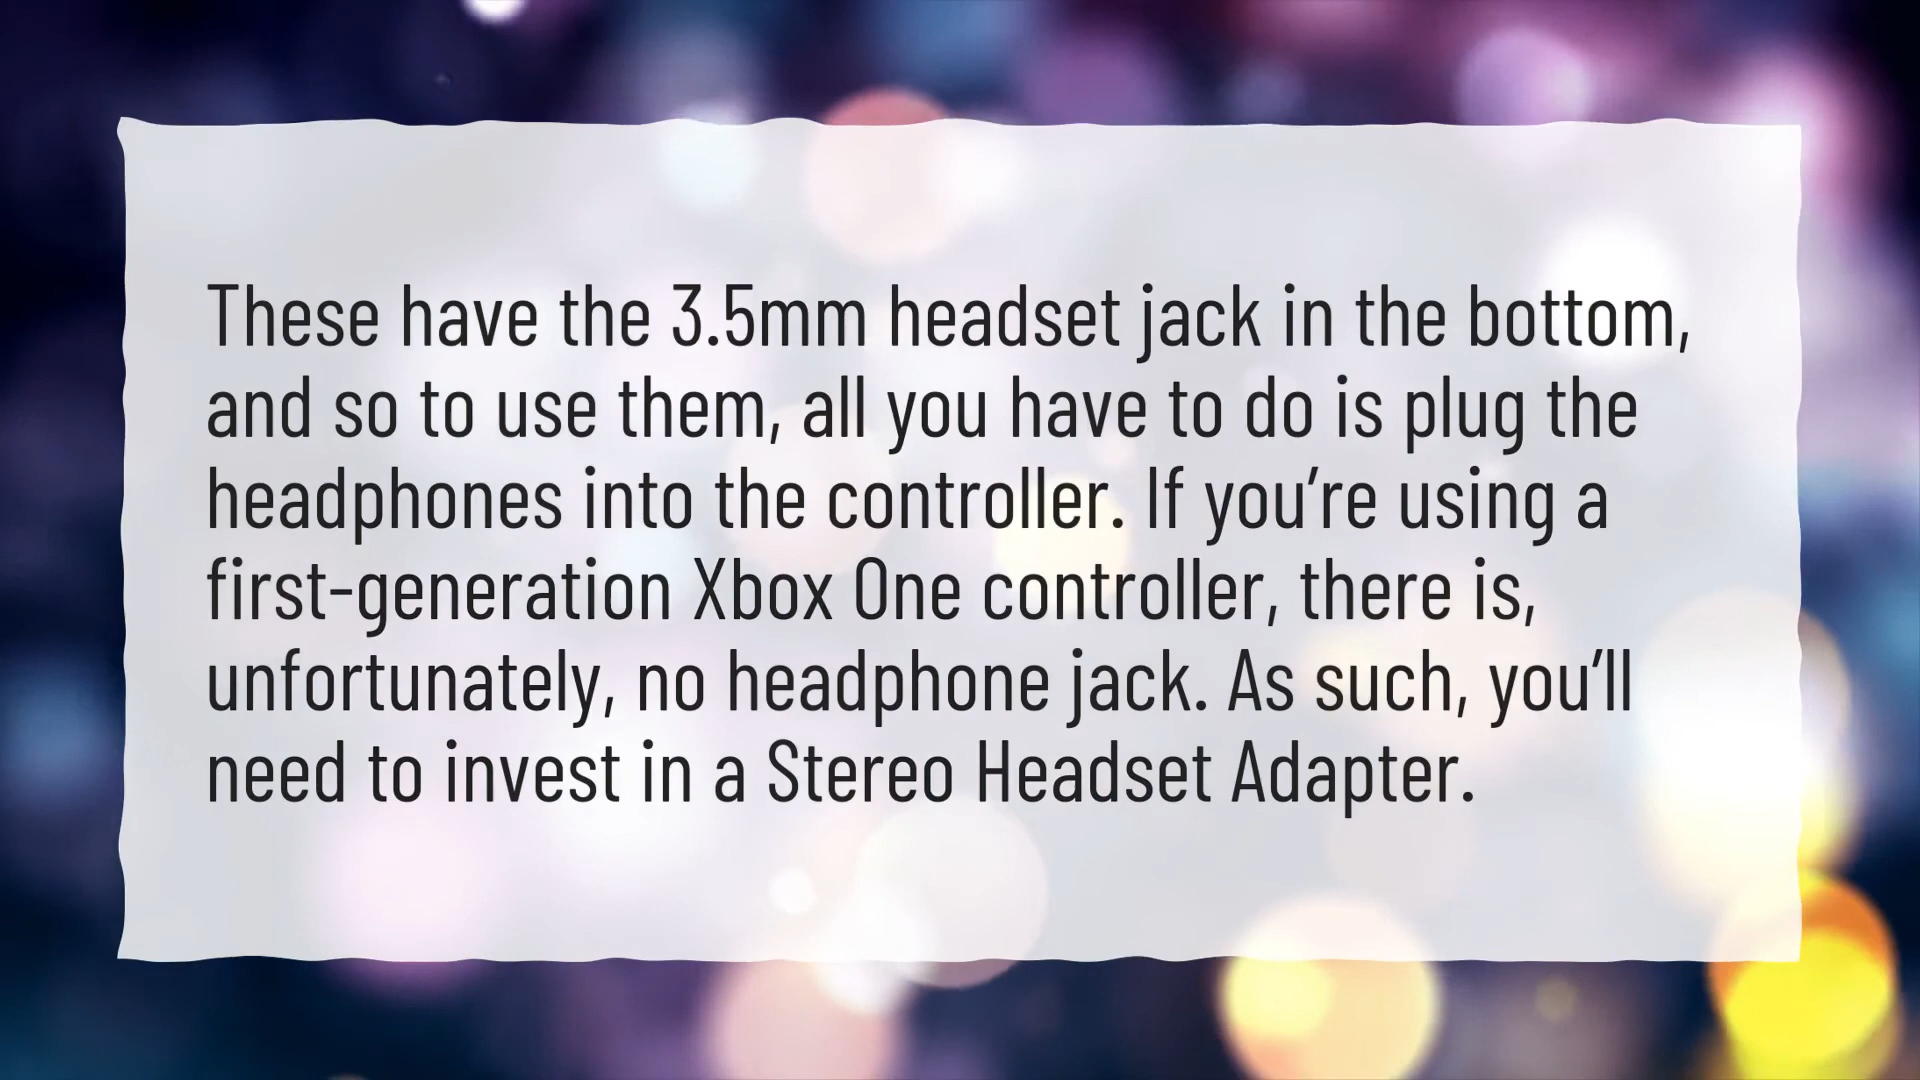 These have the 3.5mm headset jack in the bottom,
and so to use them, all you have to do is plug the
headphones into the controller. If you’re using a
first-generation Xbox One controller, there is,
unfortunately, no headphone jack. As such, you’ll
need to invest in a Stereo Headset Adapter.